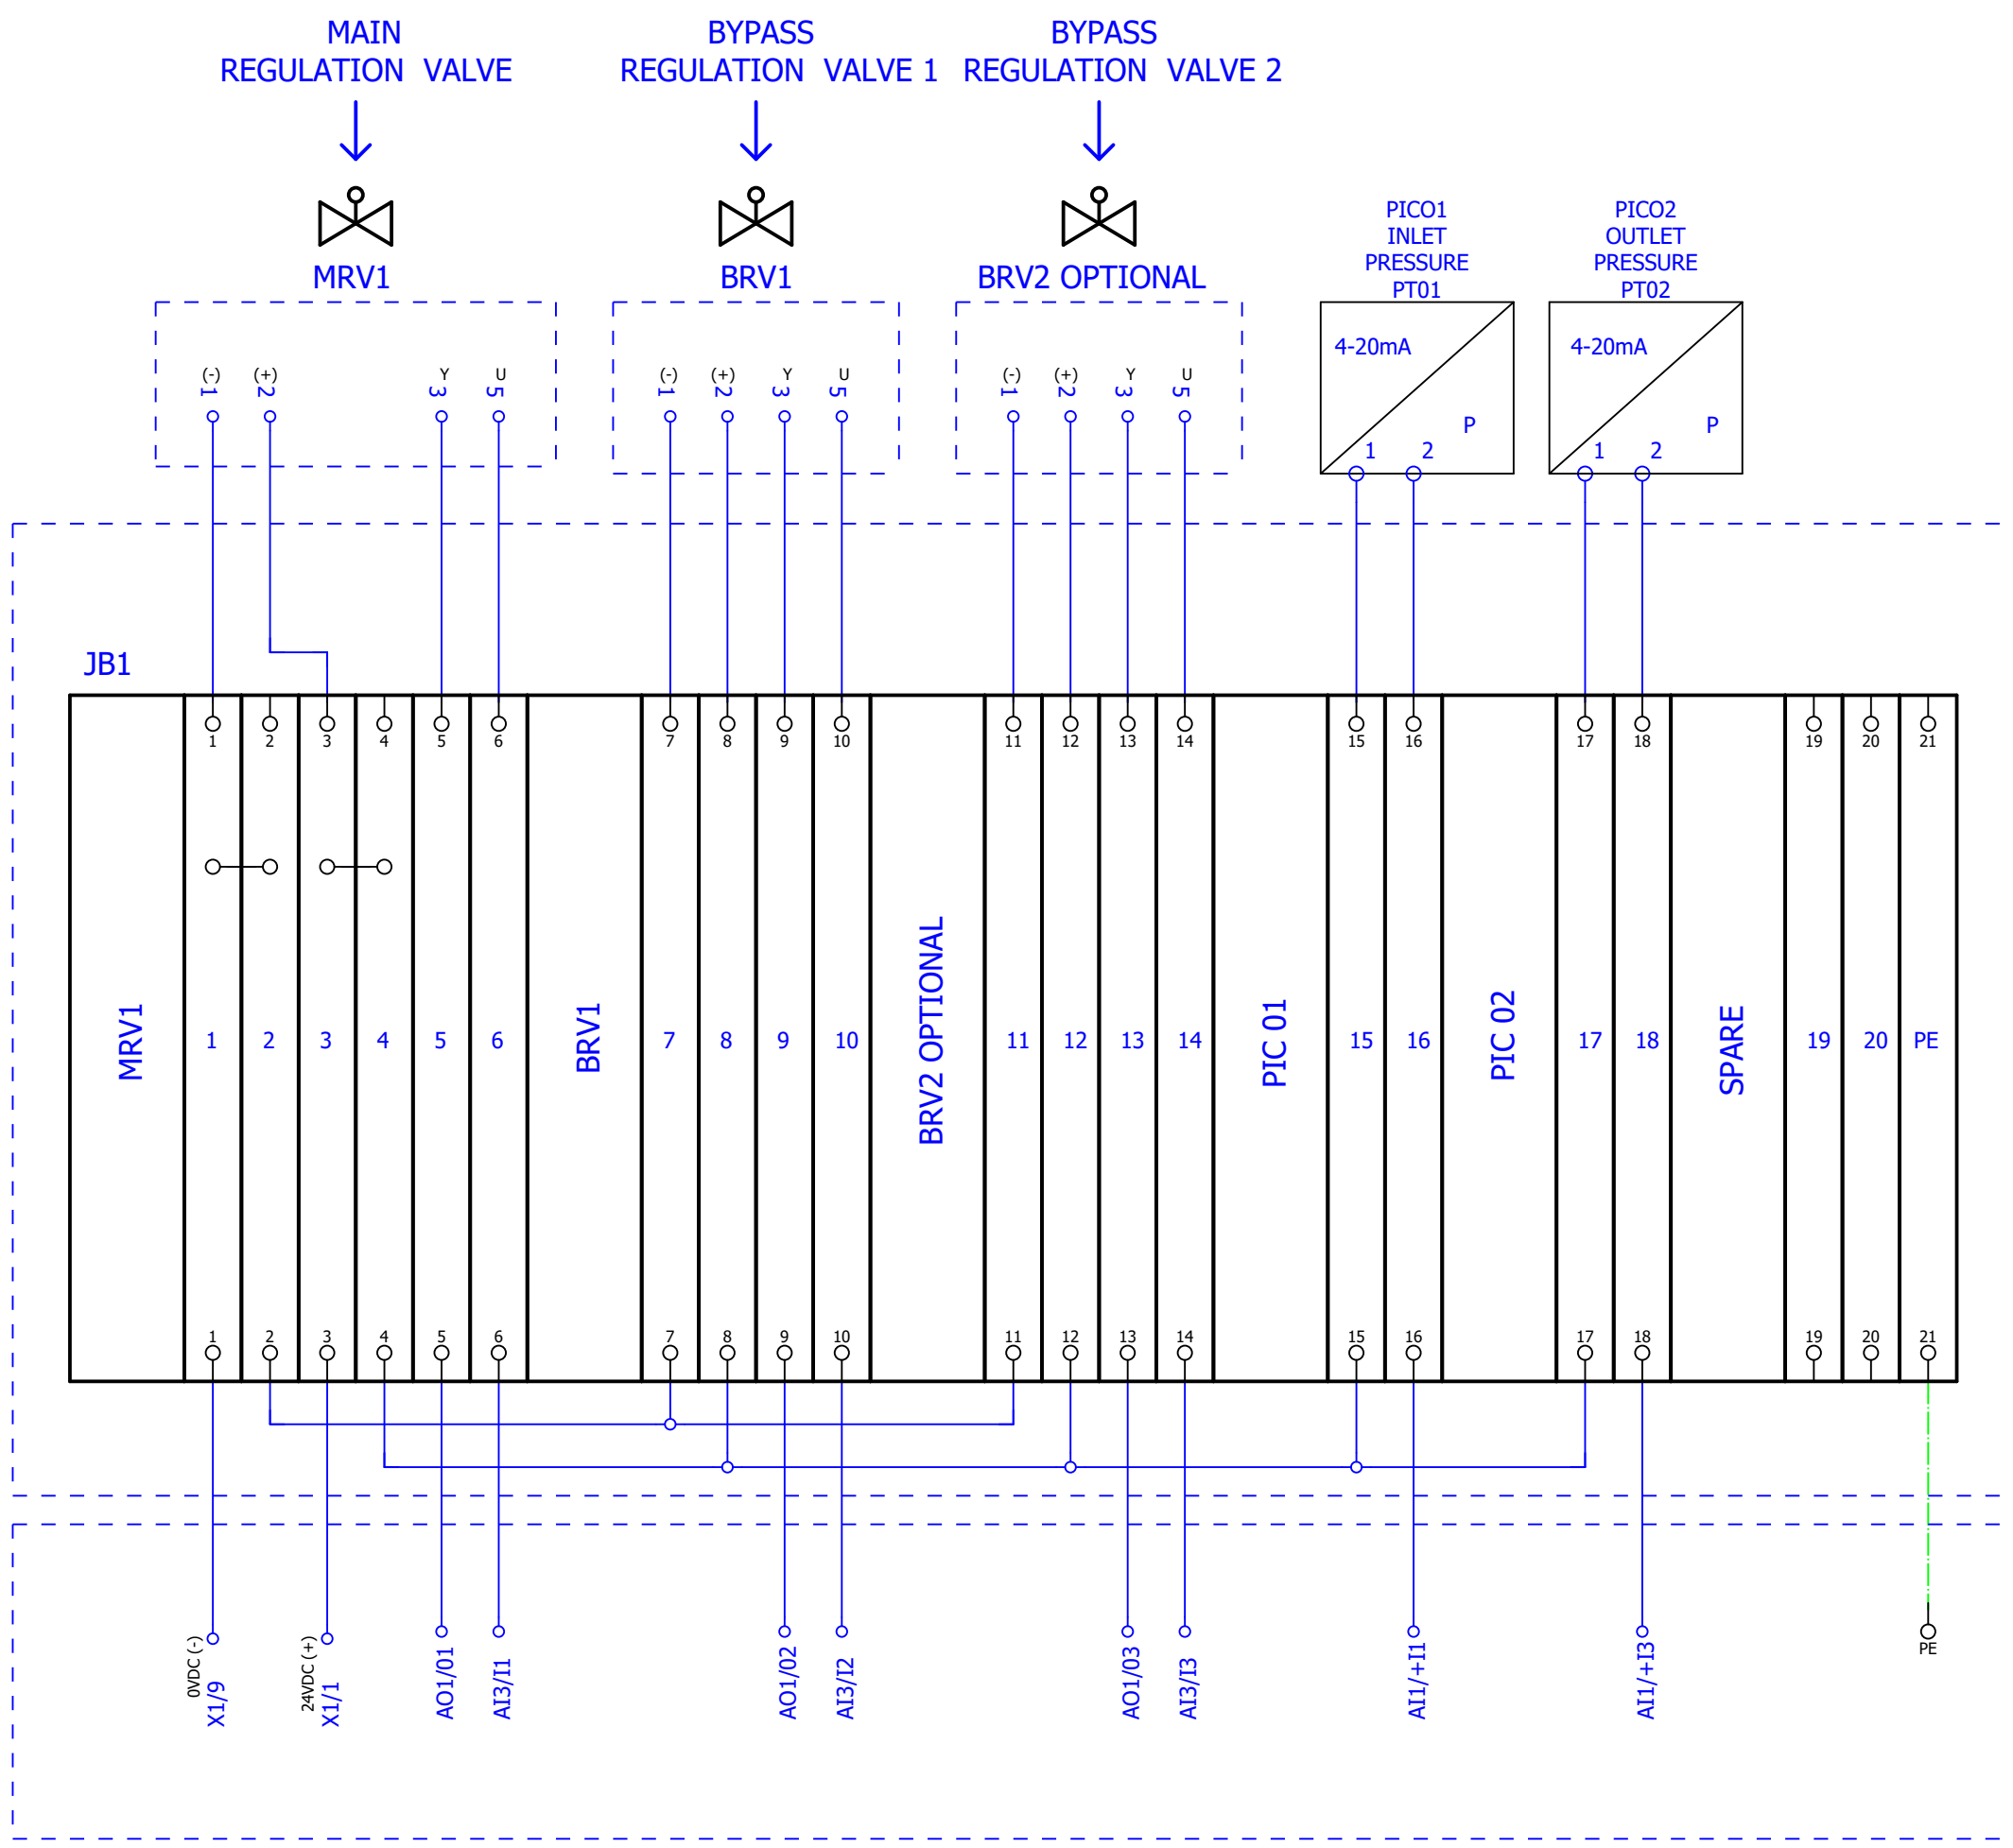 MAIN
REGULATION VALVE
BYPASS
REGULATION VALVE 1
BYPASS
REGULATION VALVE 2
MRV1
BRV1
BRV2 OPTIONAL
PICO1
INLET
PRESSURE
PT01
PICO2
OUTLET
PRESSURE
PT02
4-20mA
P
1 2
4-20mA
P
1 2
(-) (+) Y U
1 2 3 5
(-) (+) Y U
1 2 3 5
(-) (+) Y U
1 2 3 5
JB1
1 2 3 4 5 6 7 8 9 10 11 12 13 14 15 16 17 18 19 20 21
MRV1
1 2 3 4 5 6
BRV1
7 8 9 10
BRV2 OPTIONAL
11 12 13 14
PIC 01
15 16
PIC 02
17 18
SPARE
19 20 PE
1 2 3 4 5 6 7 8 9 10 11 12 13 14 15 16 17 18 19 20 21
0VDC (-)
X1/9
24VDC (+)
X1/1
AO1/01
AI3/I1
AO1/02
AI3/I2
AO1/03
AI3/I3
AI1/+I1
AI1/+I3
PE